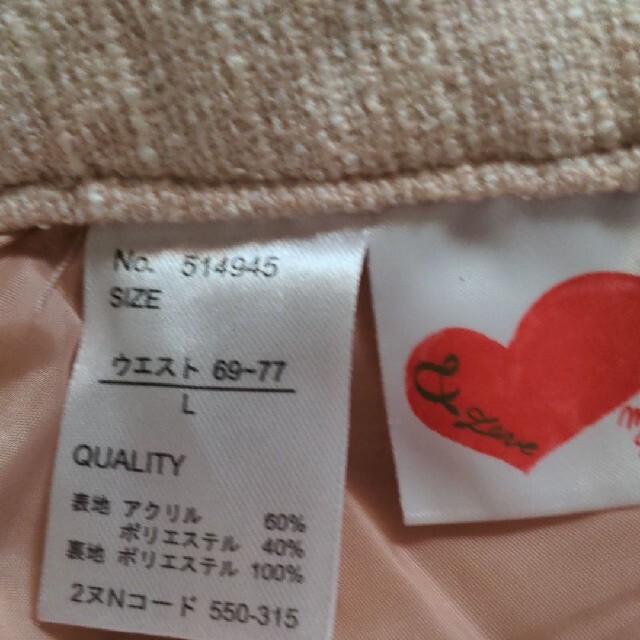 No. 514945
SIZE
ウエスト 69~77
L
QUALITY
表地 アクリル 60%
ポリエステル 40%
裏地 ポリエステル 100%
2ヌNコード 550-315
Love